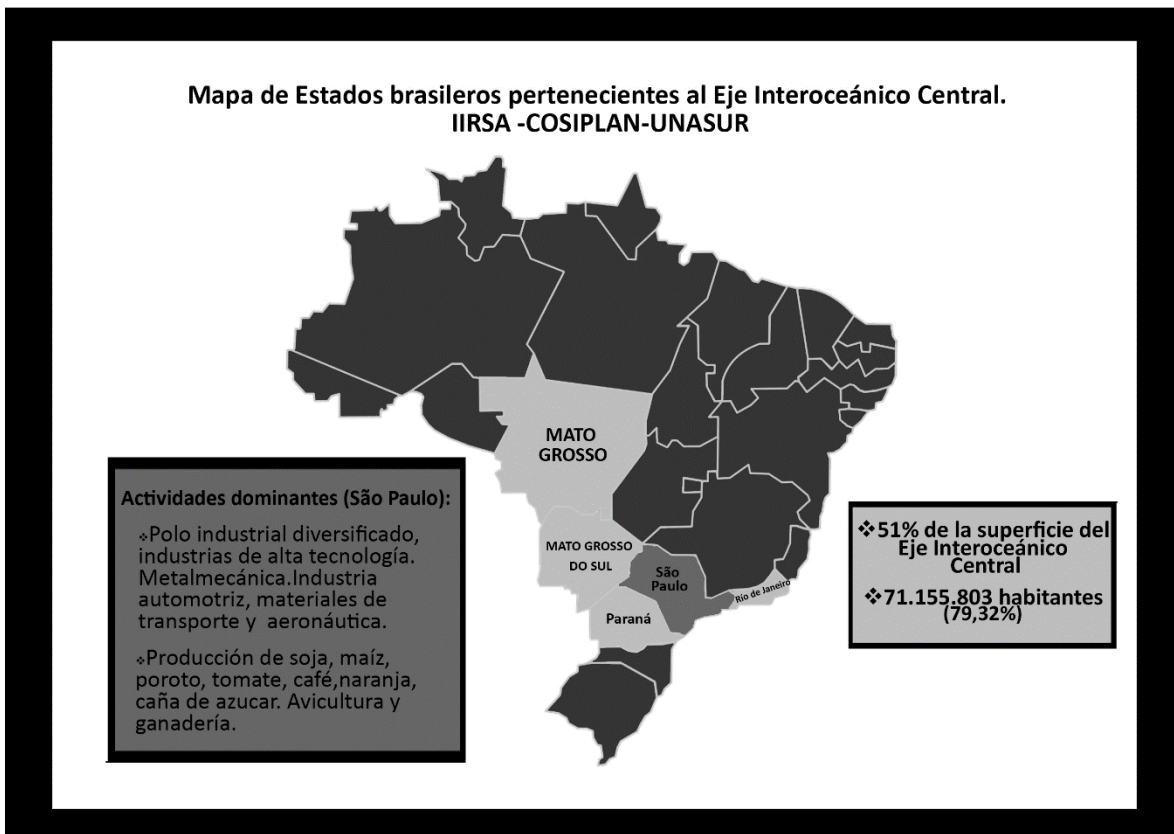 Mapa de Estados brasileros pertenecientes al Eje Interoceánico Central.
IIRSA -COSIPLAN-UNASUR
MATO
GROSSO
MATO GROSSO
DO SUL
São
Paulo
Río de Janeiro
Paraná
Actividades dominantes (São Paulo):
❖Polo industrial diversificado,
industrias de alta tecnología.
Metalmecánica.Industria
automotriz, materiales de
transporte y aeronáutica.
❖Producción de soja, maíz,
poroto, tomate, café,naranja,
caña de azucar. Avicultura y
ganadería.
❖51% de la superficie del
Eje Interoceánico
Central
❖71.155.803 habitantes
(79,32%)